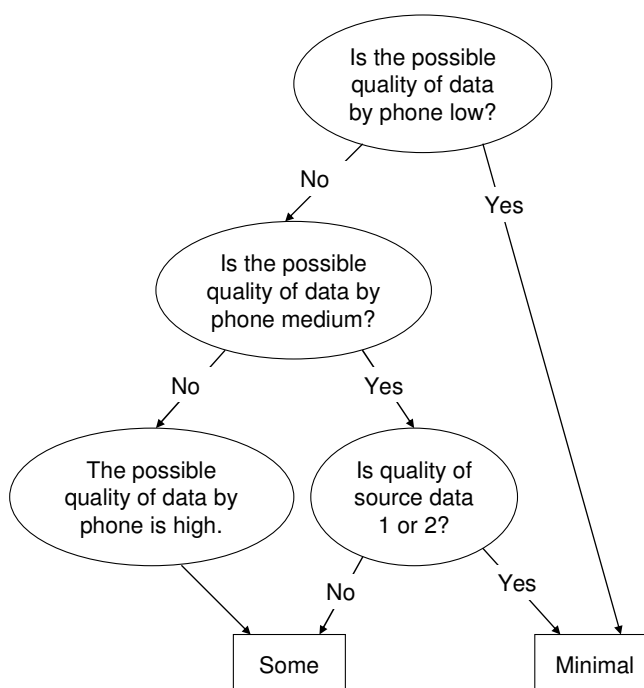 Is the possible
quality of data
by phone low?
No
Yes
Is the possible
quality of data by
phone medium?
No
Yes
The possible
quality of data by
phone is high.
Is quality of
source data
1 or 2?
No
Yes
Some
Minimal